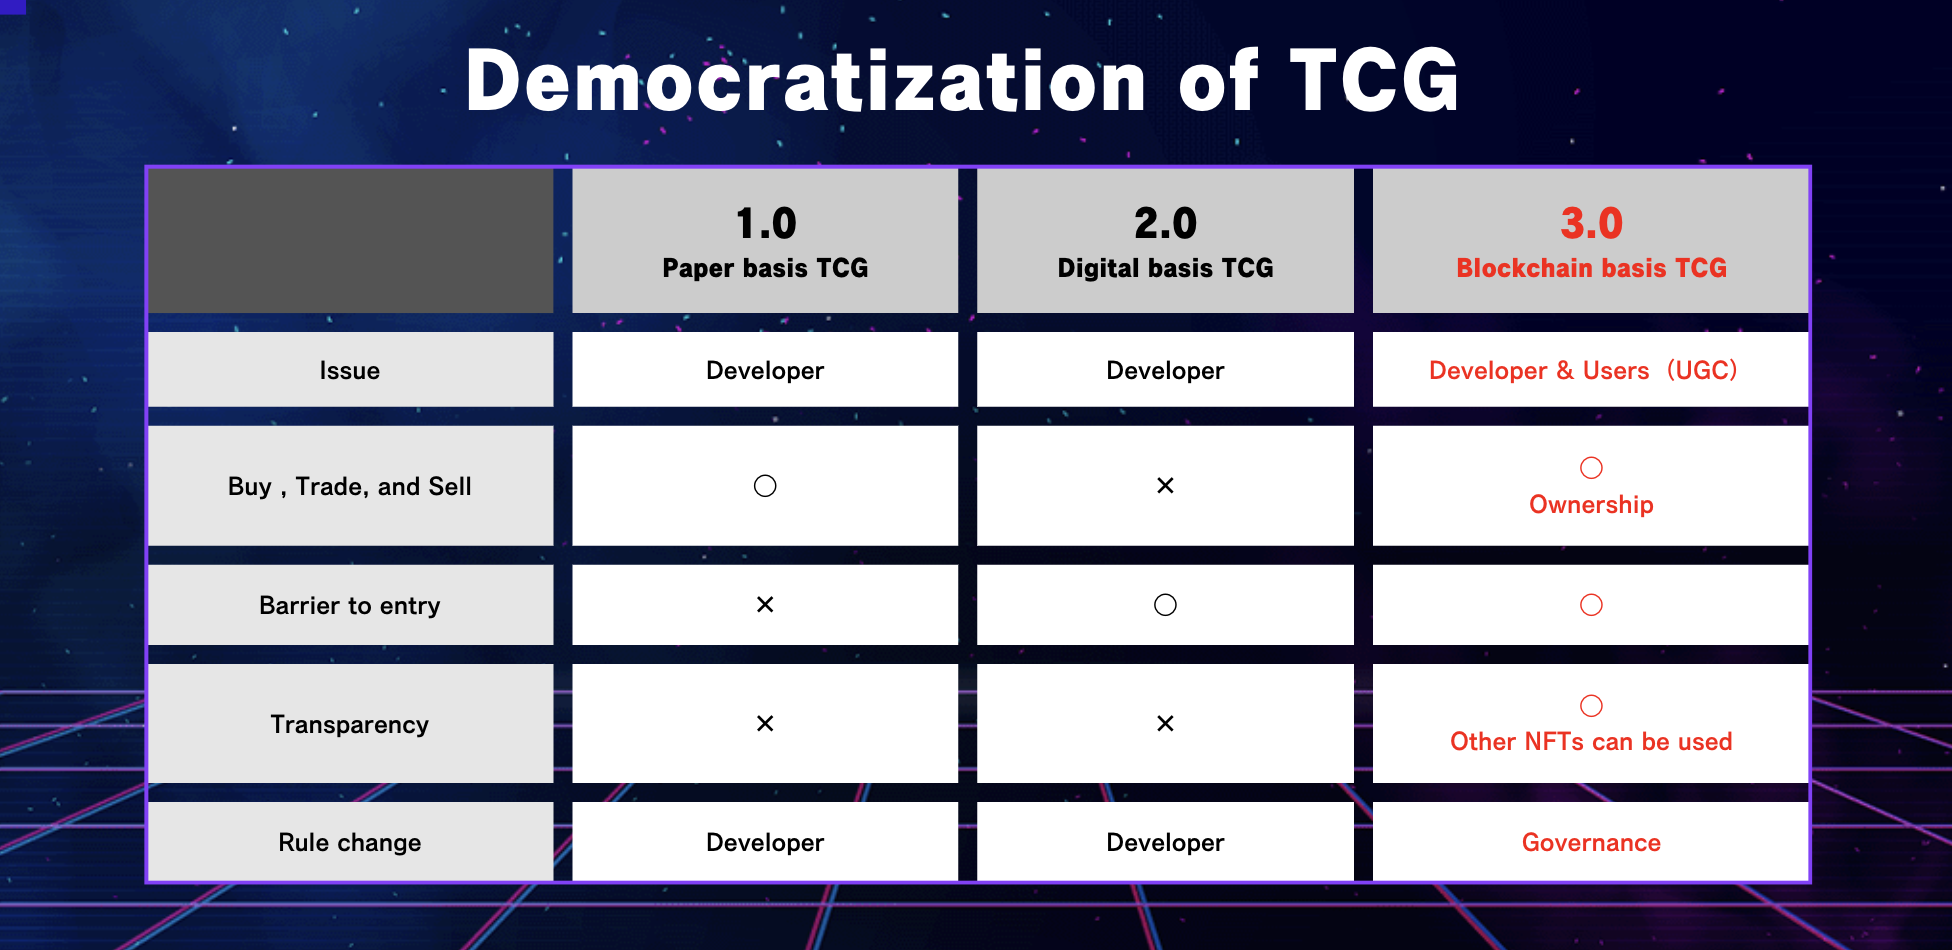 Democratization of TCG
1.0
Paper basis TCG
2.0
Digital basis TCG
3.0
Blockchain basis TCG
Issue
Developer
Developer
Developer & Users（UGC）
Buy , Trade, and Sell
○
×
○
Ownership
Barrier to entry
×
○
○
Transparency
×
×
○
Other NFTs can be used
Rule change
Developer
Developer
Governance